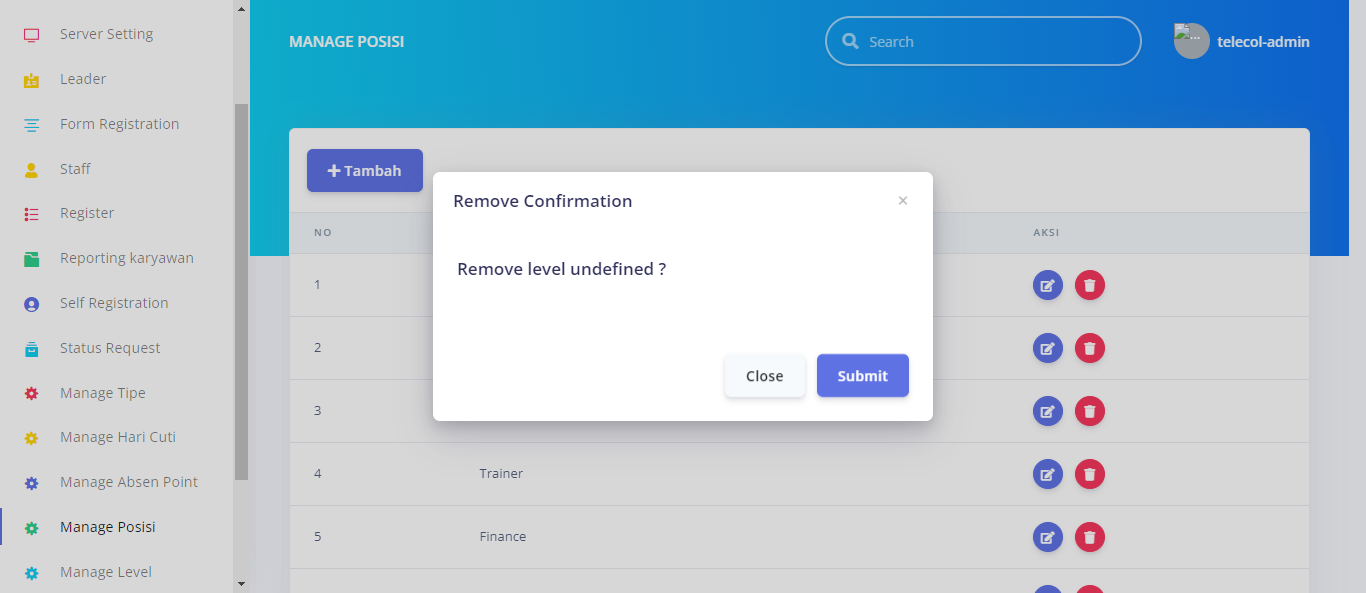 Server Setting
Leader
Form Registration
Staff
Register
Reporting karyawan
Self Registration
Status Request
Manage Tipe
Manage Hari Cuti
Manage Absen Point
Manage Posisi
Manage Level
MANAGE POSISI
Search
...
telecol-admin
Tambah
Remove Confirmation
×
Remove level undefined ?
Close
Submit
NO
AKSI
1
2
3
4 Trainer
5 Finance